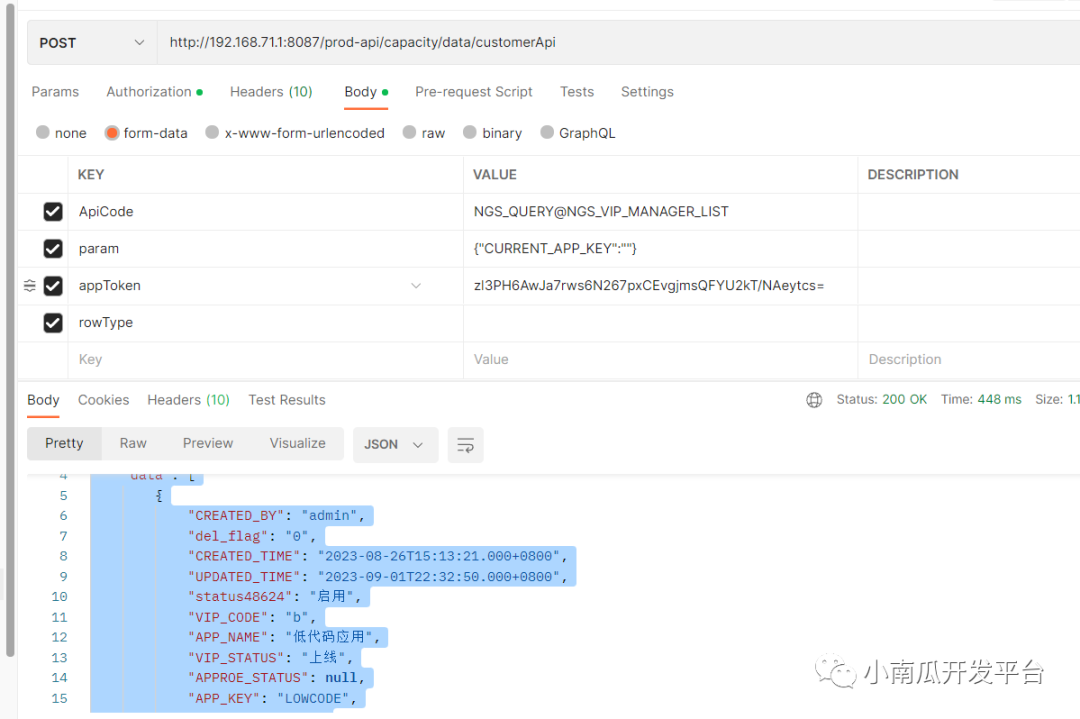 POST http://192.168.71.1:8087/prod-api/capacity/data/customerApi
Params Authorization Headers (10) Body Pre-request Script Tests Settings
none form-data x-www-form-urlencoded raw binary GraphQL
KEY VALUE DESCRIPTION
ApiCode NGS_QUERY@NGS_VIP_MANAGER_LIST
param {"CURRENT_APP_KEY":""}
appToken zI3PH6AwJa7rws6N267pxCEvgjmsQFYU2kT/NAeytcs=
rowType
Key Value Description
Body Cookies Headers (10) Test Results Status: 200 OK Time: 448 ms Size: 1.1
Pretty Raw Preview Visualize JSON
4 "data": [
5 {
6 "CREATED_BY": "admin",
7 "del_flag": "0",
8 "CREATED_TIME": "2023-08-26T15:13:21.000+0800",
9 "UPDATED_TIME": "2023-09-01T22:32:50.000+0800",
10 "status48624": "启用",
11 "VIP_CODE": "b",
12 "APP_NAME": "低代码应用",
13 "VIP_STATUS": "上线",
14 "APPROE_STATUS": null,
15 "APP_KEY": "LOWCODE",
小南瓜开发平台